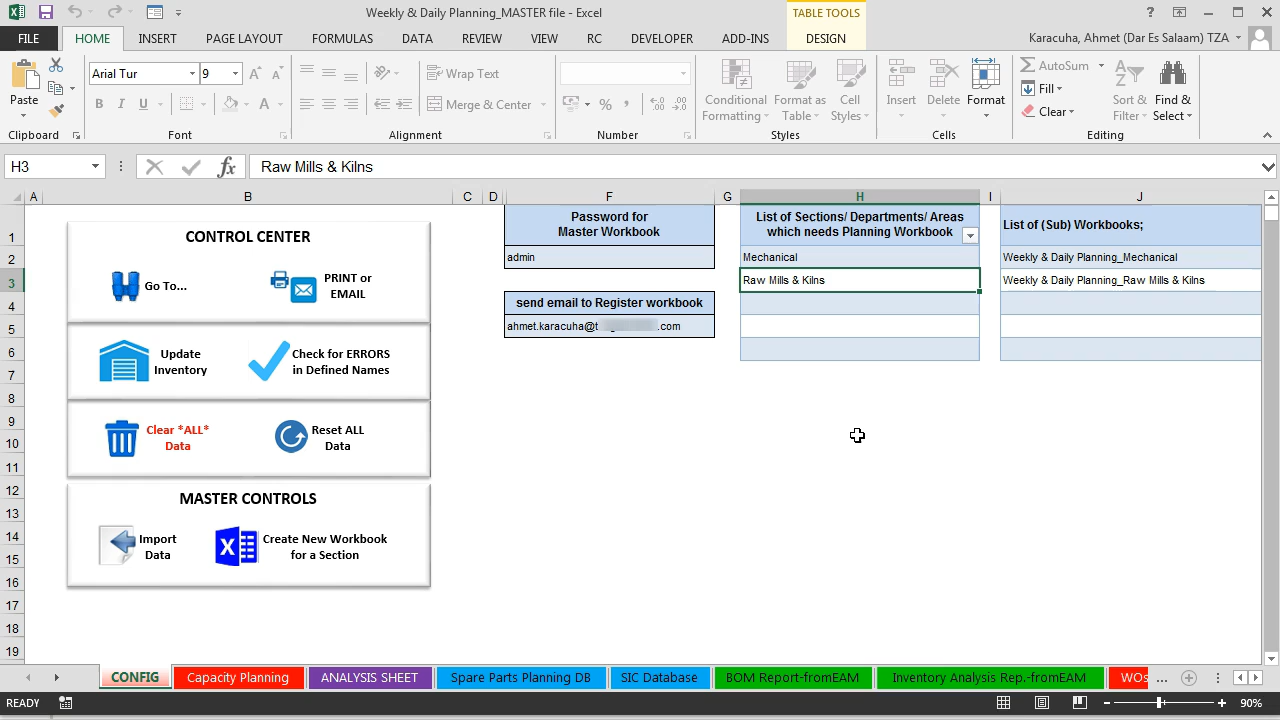 Weekly & Daily Planning_MASTER file - Excel
TABLE TOOLS
FILE
HOME
INSERT
PAGE LAYOUT
FORMULAS
DATA
REVIEW
VIEW
RC
DEVELOPER
ADD-INS
DESIGN
Karacuha, Ahmet (Dar Es Salaam) TZA
Paste
Clipboard
Arial Tur
9
B I U
Font
Wrap Text
Merge & Center
Alignment
Number
Conditional Formatting
Format as Table
Cell Styles
Styles
Insert
Delete
Format
Cells
AutoSum
Fill
Clear
Sort & Filter
Find & Select
Editing
H3
fx
Raw Mills & Kilns
A B C D F G H I J
1
2
3
4
5
6
7
8
9
10
11
12
13
14
15
16
17
18
19
CONTROL CENTER
Go To...
PRINT or
EMAIL
Update
Inventory
Check for ERRORS
in Defined Names
Clear *ALL*
Data
Reset ALL
Data
MASTER CONTROLS
Import
Data
Create New Workbook
for a Section
Password for
Master Workbook
admin
send email to Register workbook
ahmet.karacuha@t .com
List of Sections/ Departments/ Areas
which needs Planning Workbook
Mechanical
Raw Mills & Kilns
List of (Sub) Workbooks;
Weekly & Daily Planning_Mechanical
Weekly & Daily Planning_Raw Mills & Kilns
CONFIG
Capacity Planning
ANALYSIS SHEET
Spare Parts Planning DB
SIC Database
BOM Report-fromEAM
Inventory Analysis Rep.-fromEAM
WOs
...
READY
90%